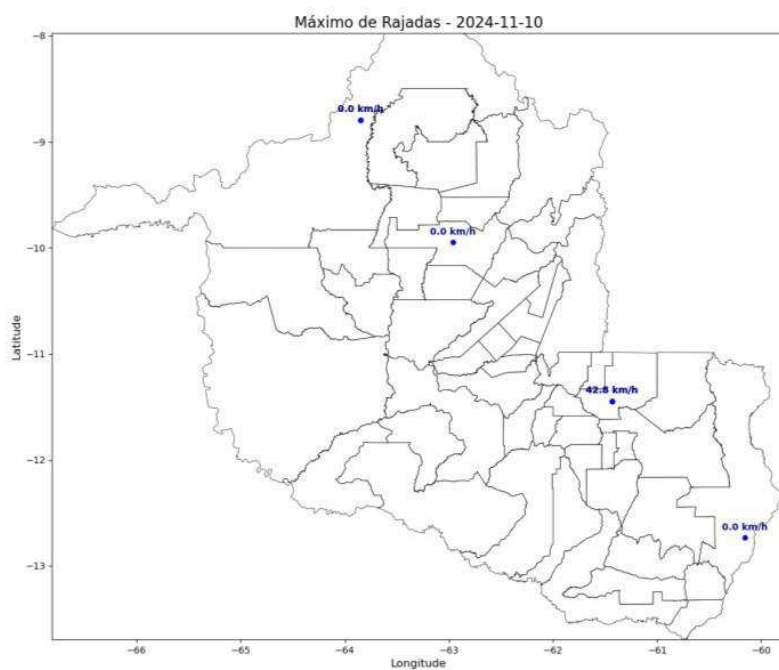 Máximo de Rajadas - 2024-11-10
−8
0.0 km/h
−9
0.0 km/h
−10
Latitude
−11
42.8 km/h
−12
0.0 km/h
−13
−66 −65 −64 −63 −62 −61 −60
Longitude